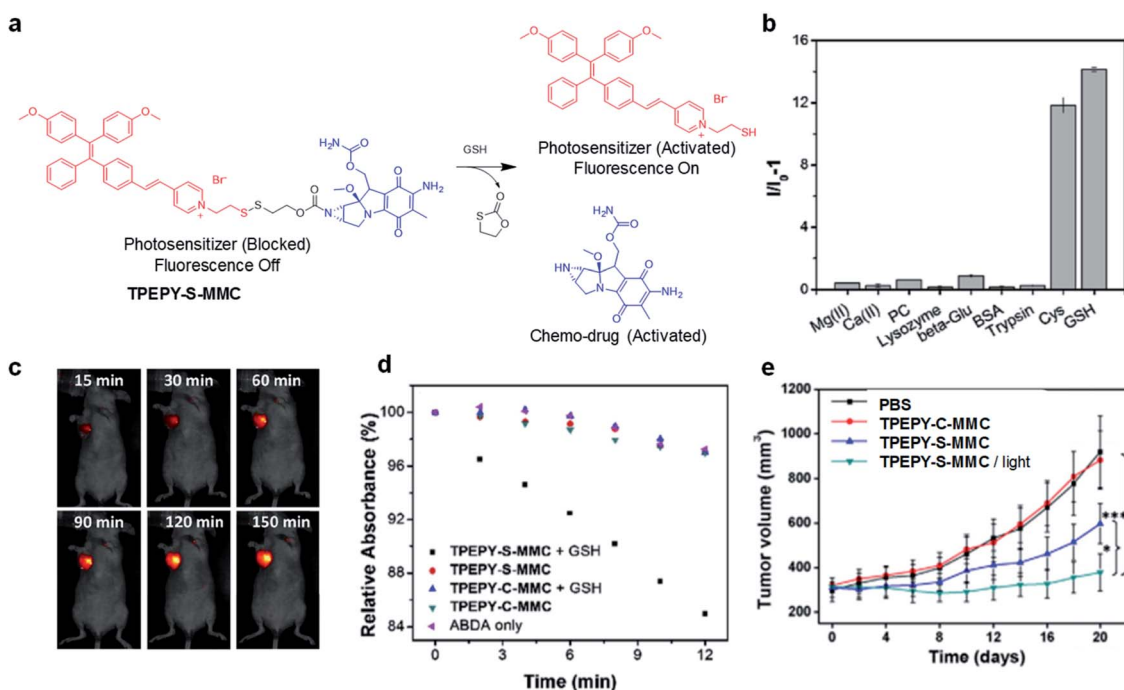 a
O
O
O
O
Br⁻
N
+
S
S
O
O
N
H₂N
O
O
O
O
N
NH₂
O
Photosensitizer (Blocked)
Fluorescence Off
TPEPY-S-MMC
GSH
O
S
O
Br⁻
N
+
SH
Photosensitizer (Activated)
Fluorescence On
H₂N
O
O
O
HN
N
O
NH₂
O
Chemo-drug (Activated)
b
I/I₀-1
16
12
8
4
0
Mg(II)
Ca(II)
PC
Lysozyme
beta-Glu
BSA
Trypsin
Cys
GSH
c
15 min
30 min
60 min
90 min
120 min
150 min
d
Relative Absorbance (%)
100
96
92
88
84
TPEPY-S-MMC + GSH
TPEPY-S-MMC
TPEPY-C-MMC + GSH
TPEPY-C-MMC
ABDA only
0
3
6
9
12
Time (min)
e
Tumor volume (mm³)
1200
1000
800
600
400
200
PBS
TPEPY-C-MMC
TPEPY-S-MMC
TPEPY-S-MMC / light
***
*
0
4
8
12
16
20
Time (days)